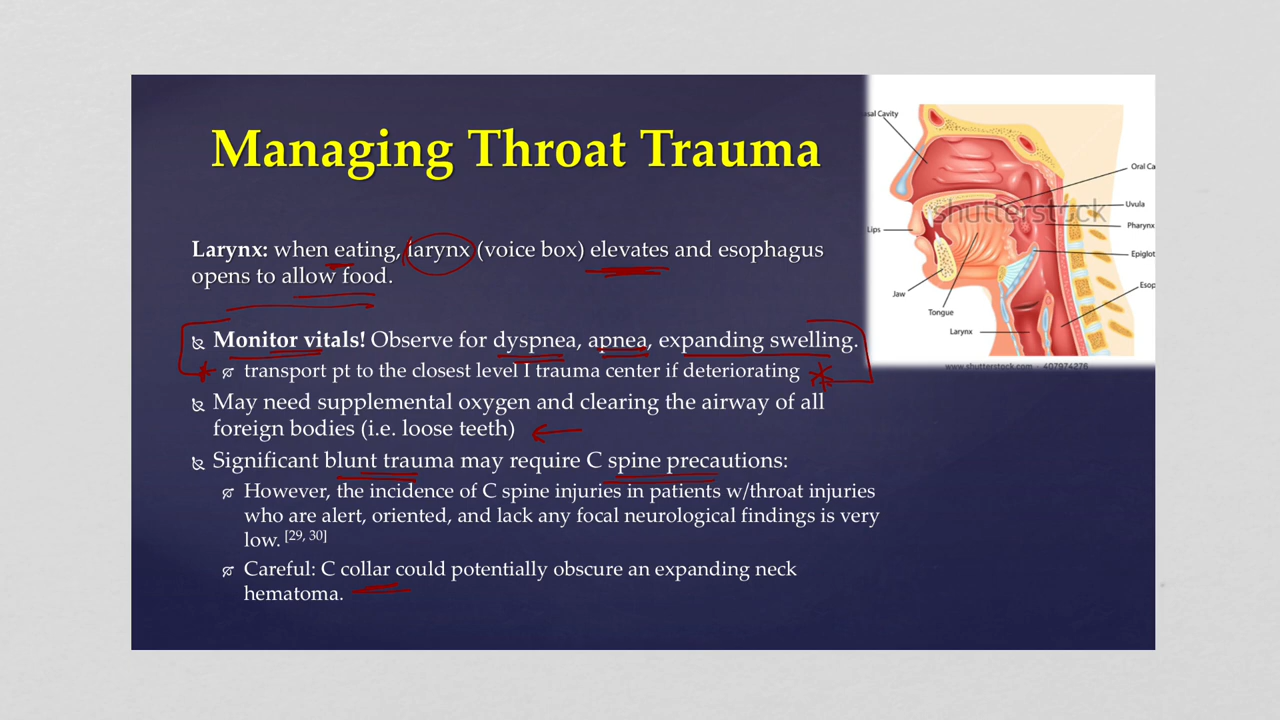 Managing Throat Trauma
Larynx: when eating, larynx (voice box) elevates and esophagus
opens to allow food.
Monitor vitals! Observe for dyspnea, apnea, expanding swelling.
transport pt to the closest level I trauma center if deteriorating
May need supplemental oxygen and clearing the airway of all
foreign bodies (i.e. loose teeth)
Significant blunt trauma may require C spine precautions:
However, the incidence of C spine injuries in patients w/throat injuries
who are alert, oriented, and lack any focal neurological findings is very
low. [29, 30]
Careful: C collar could potentially obscure an expanding neck
hematoma.
asal Cavity
Oral Ca
shutterstock
Uvula
Pharynx
Lips
Epiglot
Esop
Jaw
Tongue
Larynx
www.shutterstock.com · 407974276